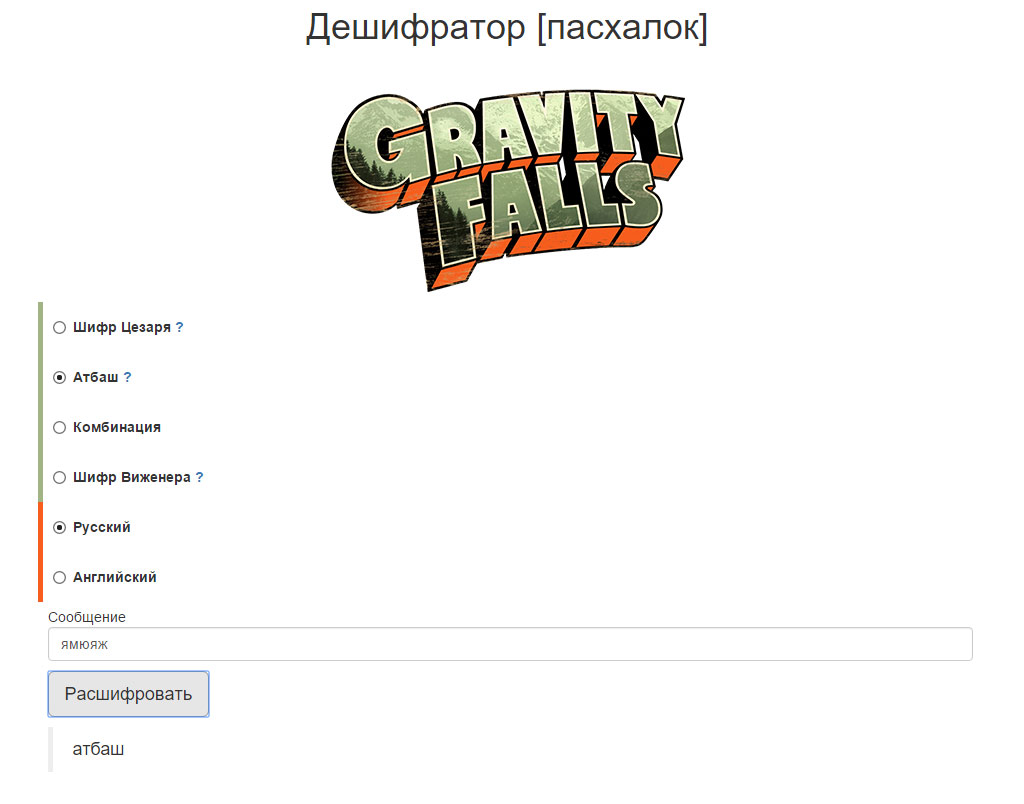 Дешифратор [пасхалок]
GRAVITY
FALLS
Шифр Цезаря ?
Атбаш ?
Комбинация
Шифр Виженера ?
Русский
Английский
Сообщение
ямюяж
Расшифровать
атбаш